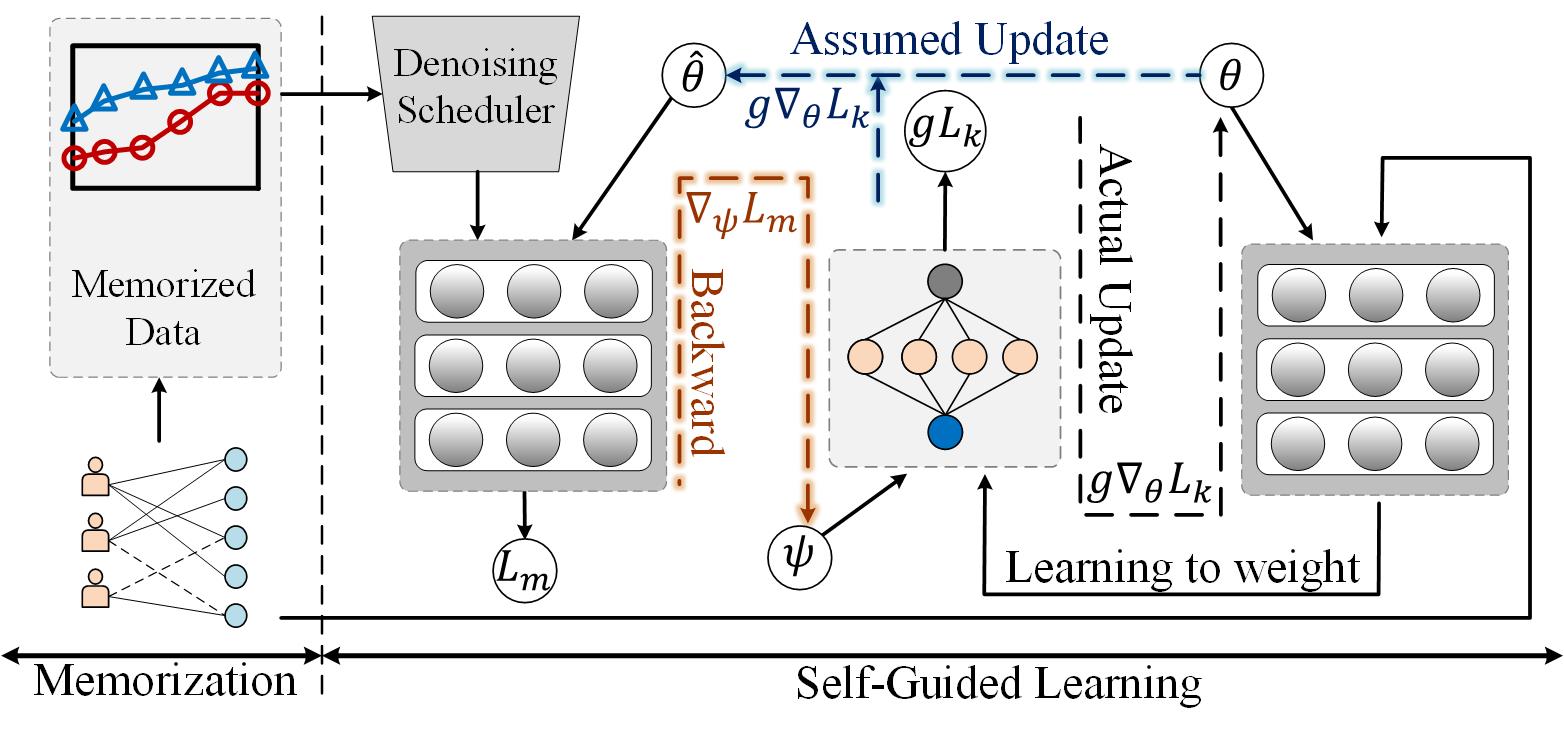 Memorized
Data
Denoising
Scheduler
$\hat{\theta}$
Assumed Update
$g\nabla_{\theta}L_k$
$gL_k$
$\theta$
$\nabla_{\psi}L_m$
Backward
Actual Update
$g\nabla_{\theta}L_k$
$L_m$
$\psi$
Learning to weight
Memorization
Self-Guided Learning